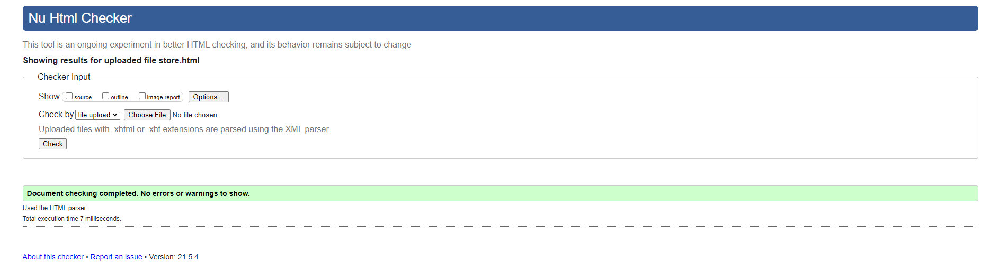 Nu Html Checker
This tool is an ongoing experiment in better HTML checking, and its behavior remains subject to change
Showing results for uploaded file store.html
Checker Input
Show source outline image report Options...
Check by file upload Choose File No file chosen
Uploaded files with .xhtml or .xht extensions are parsed using the XML parser.
Check
Document checking completed. No errors or warnings to show.
Used the HTML parser.
Total execution time 7 milliseconds.
About this checker • Report an issue • Version: 21.5.4